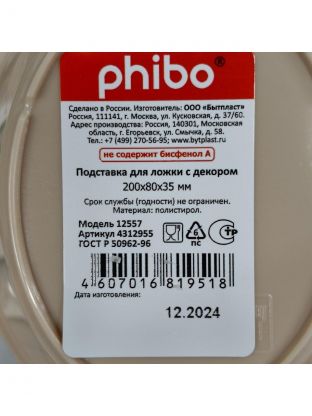 phibo®
Сделано в России. Изготовитель: ООО «Бытпласт»
Россия, 111141, г. Москва, ул. Кусковская, д. 37/60.
Адрес производства: Россия, 140301, Московская
область, г. Егорьевск, ул. Смычка, д. 58.
Тел.: +7 (499) 270-56-95; www.bytplast.ru
не содержит бисфенол А
Подставка для ложки с декором
200x80x35 мм
Срок службы (годности) не ограничен.
Материал: полистирол.
Модель 12557
Артикул 4312955
ГОСТ Р 50962-96
6
ПС
4 607016 819518
Дата изготовления:
12.2024